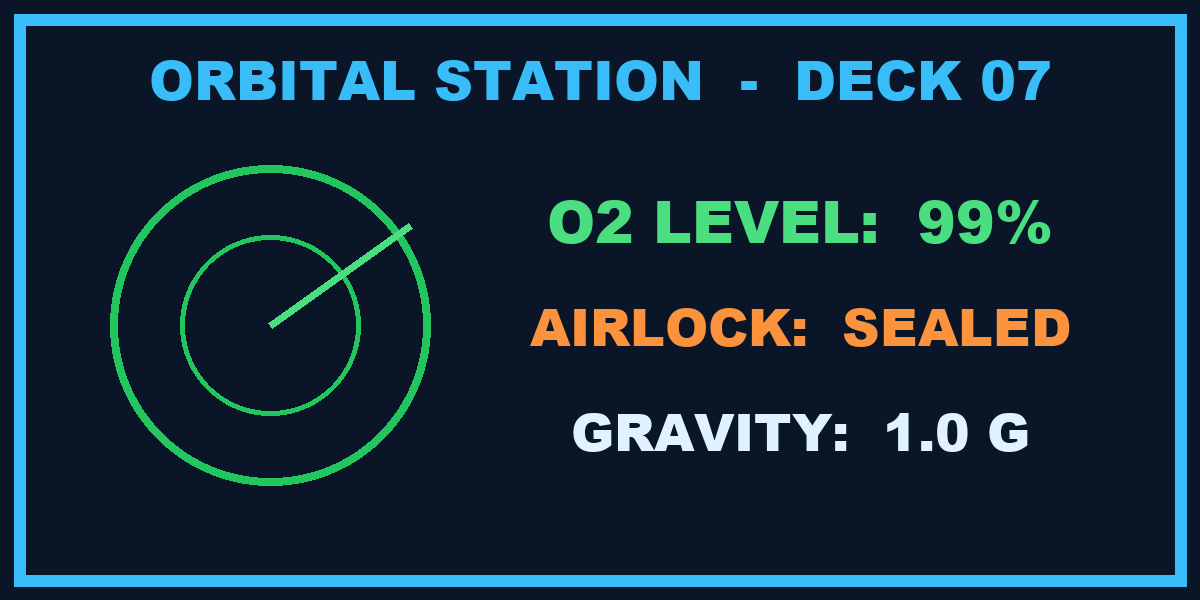 ORBITAL STATION - DECK 07
O2 LEVEL: 99%
AIRLOCK: SEALED
GRAVITY: 1.0 G